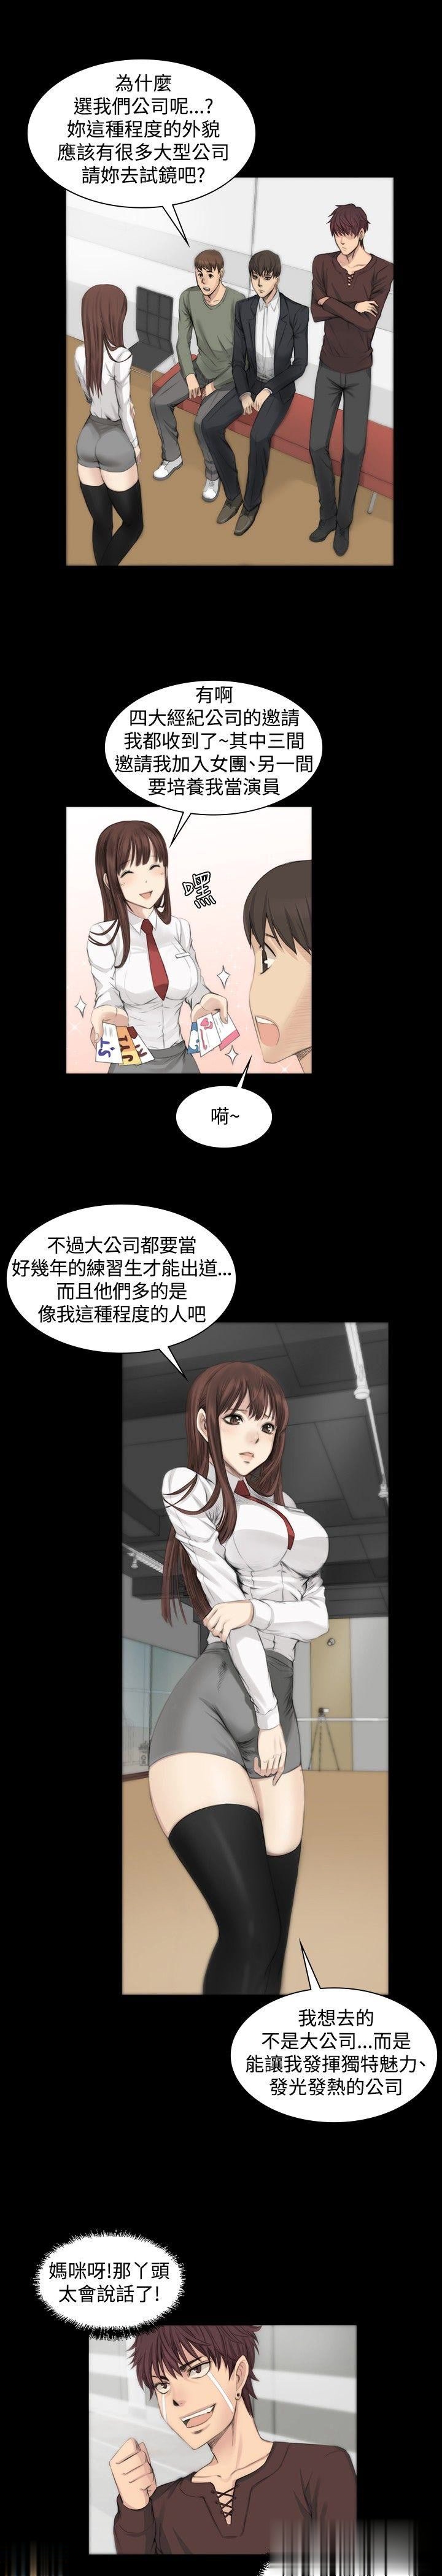 為什麼
選我們公司呢...?
妳這種程度的外貌
應該有很多大型公司
請妳去試鏡吧?
有啊
四大經紀公司的邀請
我都收到了~其中三間
邀請我加入女團、另一間
要培養我當演員
嘿
嗬~
不過大公司都要當
好幾年的練習生才能出道...
而且他們多的是
像我這種程度的人吧
我想去的
不是大公司...而是
能讓我發揮獨特魅力、
發光發熱的公司
媽咪呀!那丫頭
太會說話了!